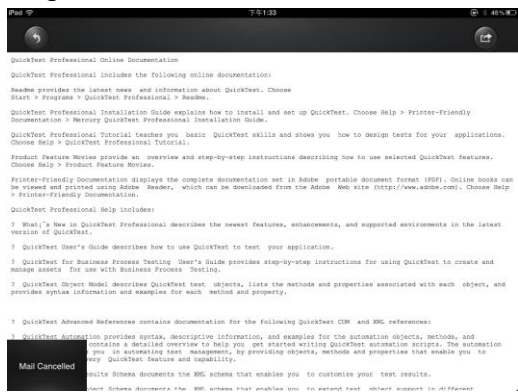 iPad
下午1:33
48%
QuickTest Professional Online Documentation
QuickTest Professional includes the following online documentation:
Readme provides the latest news and information about QuickTest. Choose
Start > Programs > QuickTest Professional > Readme.
QuickTest Professional Installation Guide explains how to install and set up QuickTest. Choose Help > Printer-Friendly
Documentation > Mercury QuickTest Professional Installation Guide.
QuickTest Professional Tutorial teaches you basic QuickTest skills and shows you how to design tests for your applications.
Choose Help > QuickTest Professional Tutorial.
Product Feature Movies provide an overview and step-by-step instructions describing how to use selected QuickTest features.
Choose Help > Product Feature Movies.
Printer-Friendly Documentation displays the complete documentation set in Adobe portable document format (PDF). Online books can
be viewed and printed using Adobe Reader, which can be downloaded from the Adobe Web site (http://www.adobe.com). Choose Help
> Printer-Friendly Documentation.
QuickTest Professional Help includes:
? What¡¯s New in QuickTest Professional describes the newest features, enhancements, and supported environments in the latest
version of QuickTest.
? QuickTest User's Guide describes how to use QuickTest to test your application.
? QuickTest for Business Process Testing User's Guide provides step-by-step instructions for using QuickTest to create and
manage assets for use with Business Process Testing.
? QuickTest Object Model describes QuickTest test objects, lists the methods and properties associated with each object, and
provides syntax information and examples for each method and property.
? QuickTest Advanced References contains documentation for the following QuickTest COM and XML references:
? QuickTest Automation provides syntax, descriptive information, and examples for the automation objects, methods, and
contains a detailed overview to help you get started writing QuickTest automation scripts. The automation
you in automating test management, by providing objects, methods and properties that enable you to
very QuickTest feature and capability.
Mail Cancelled
sults Schema documents the XML schema that enables you to customize your test results.
ject Schema documents the XML schema that enables you to extend test object support in different